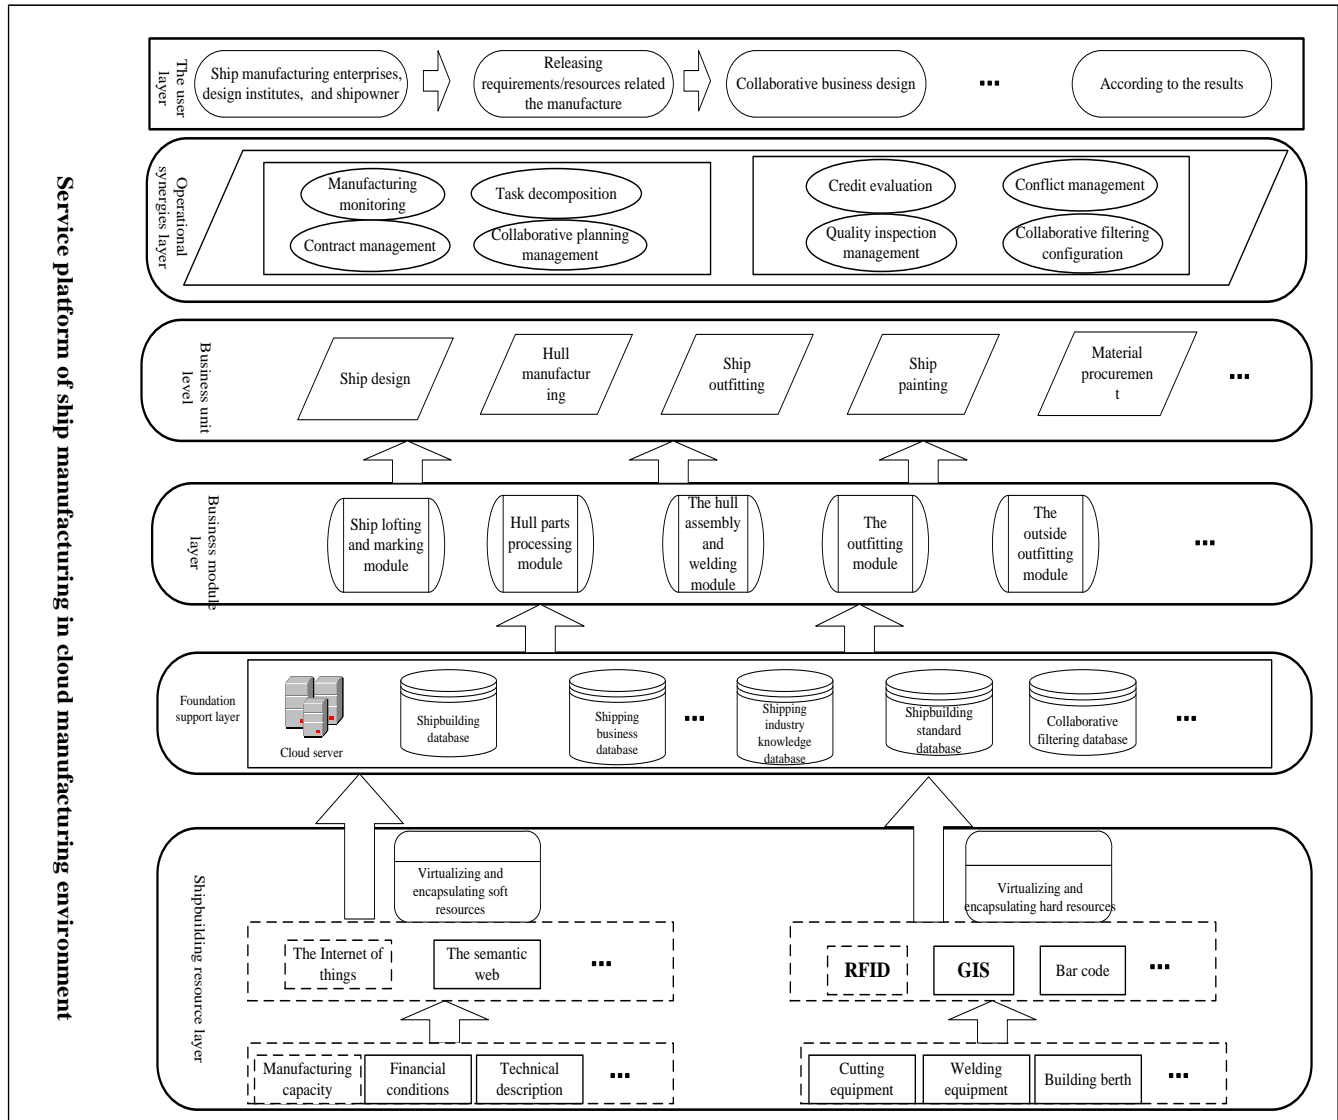 Service platform of ship manufacturing in cloud manufacturing environment
The user
layer
Ship manufacturing enterprises,
design institutes, and shipowner
Releasing
requirements/resources related
the manufacture
Collaborative business design
...
According to the results
Operational
synergies layer
Manufacturing
monitoring
Task decomposition
Contract management
Collaborative planning
management
Credit evaluation
Conflict management
Quality inspection
management
Collaborative filtering
configuration
Business unit
level
Ship design
Hull
manufactur
ing
Ship
outfitting
Ship
painting
Material
procuremen
t
...
Business module
layer
Ship lofting
and marking
module
Hull parts
processing
module
The hull
assembly
and
welding
module
The
outfitting
module
The
outside
outfitting
module
...
Foundation
support layer
Cloud server
Shipbuilding
database
Shipping
business
database
...
Shipping
industry
knowledge
database
Shipbuilding
standard
database
Collaborative
filtering database
...
Shipbuilding resource layer
Virtualizing and
encapsulating soft
resources
Virtualizing and
encapsulating hard resources
The Internet of
things
The semantic
web
...
RFID
GIS
Bar code
...
Manufacturing
capacity
Financial
conditions
Technical
description
...
Cutting
equipment
Welding
equipment
Building berth
...